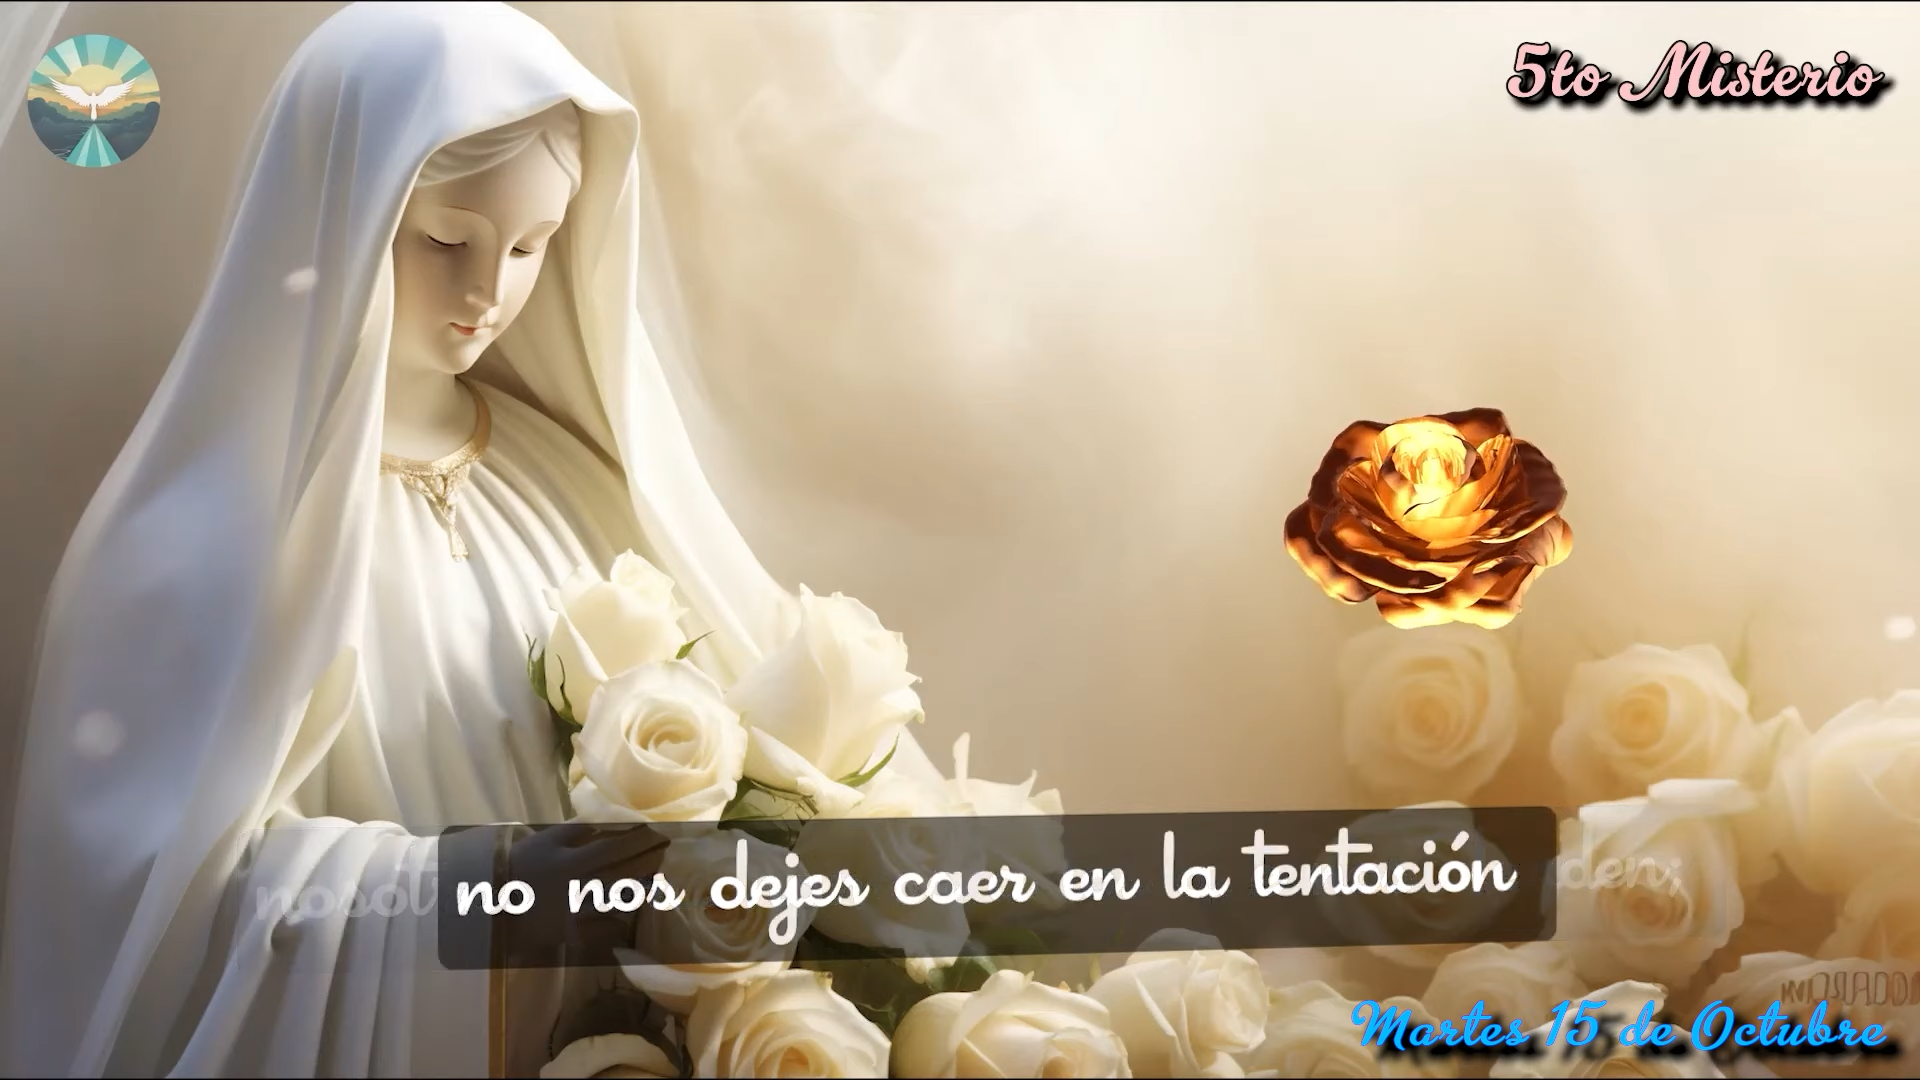 5to Misterio
no nos dejes caer en la tentación
Martes 15 de Octubre